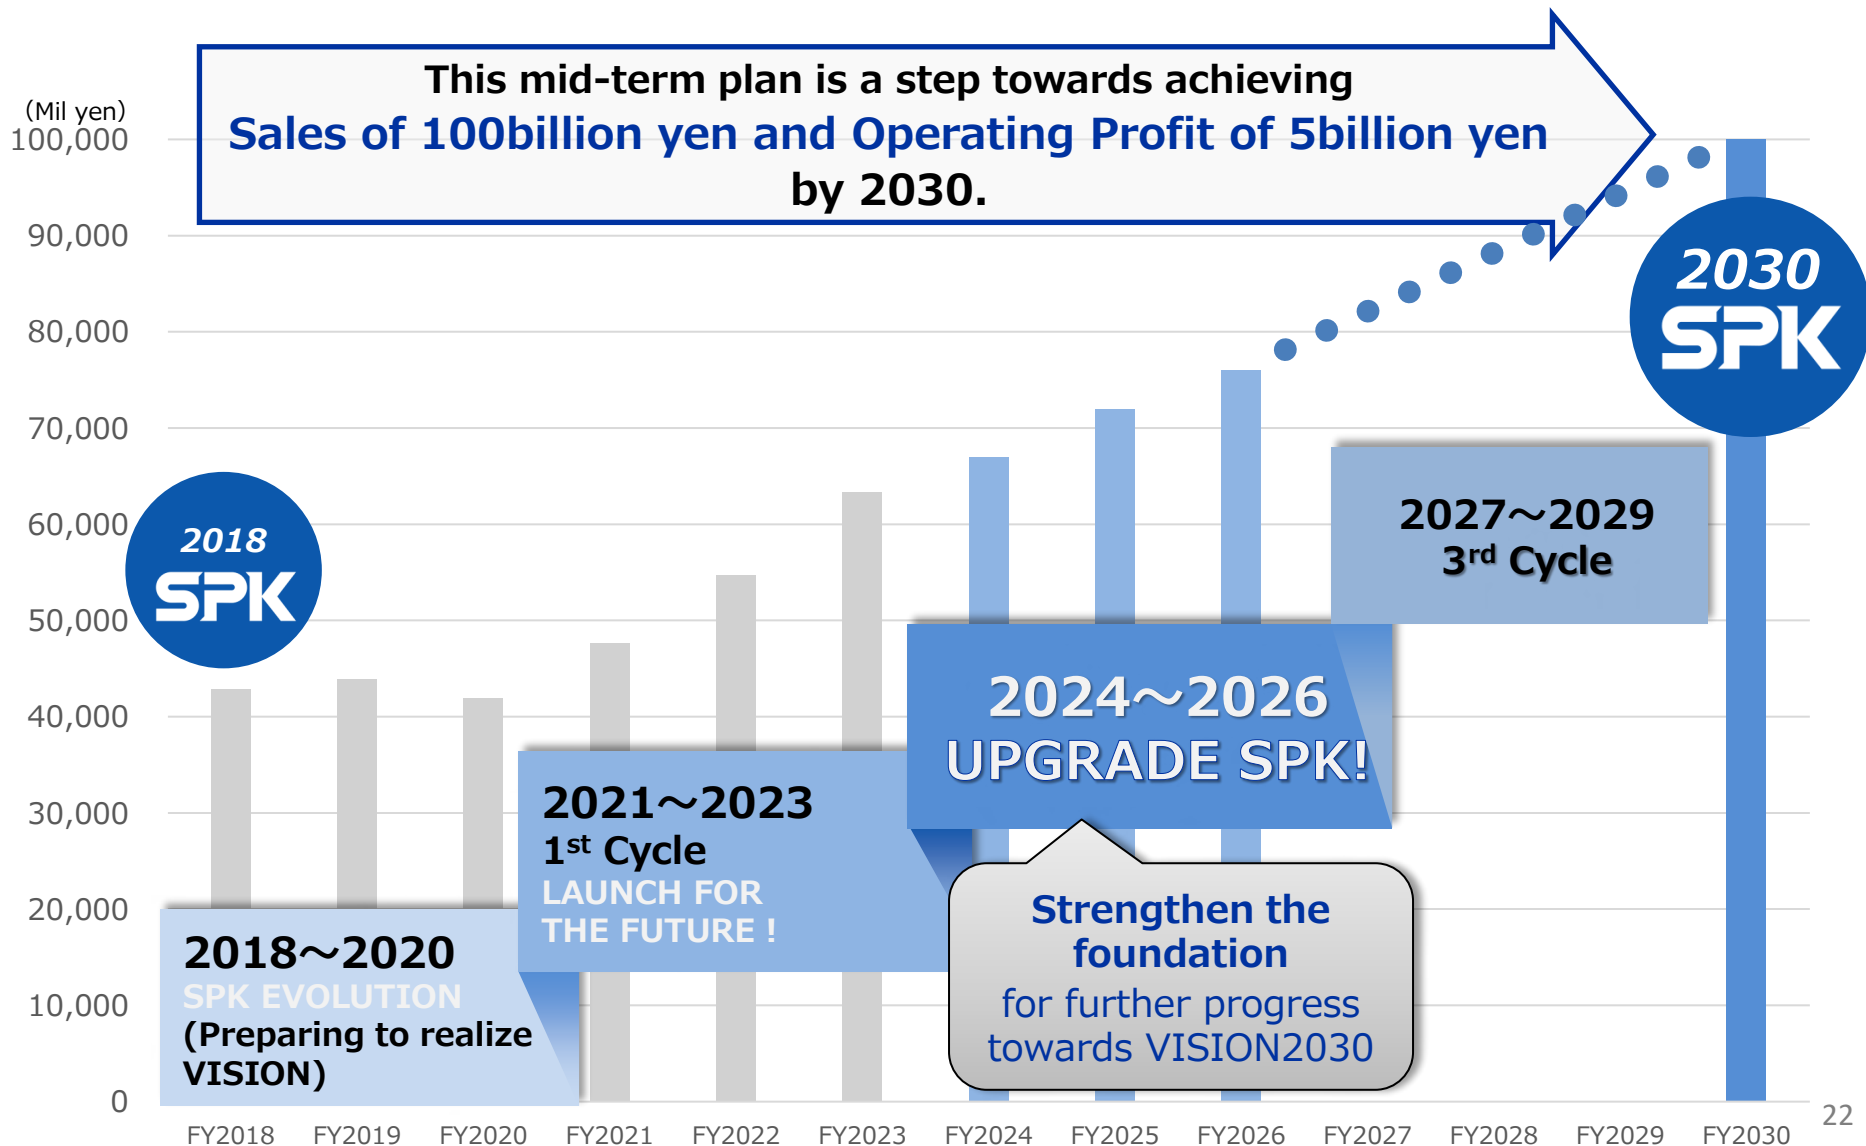 This mid-term plan is a step towards achieving
Sales of 100billion yen and Operating Profit of 5billion yen
by 2030.
(Mil yen)
100,000
90,000
80,000
70,000
60,000
50,000
40,000
30,000
20,000
10,000
0
2018
SPK
2030
SPK
2018～2020
SPK EVOLUTION
(Preparing to realize
VISION)
2021～2023
1st Cycle
LAUNCH FOR
THE FUTURE !
2024～2026
UPGRADE SPK!
Strengthen the
foundation
for further progress
towards VISION2030
2027～2029
3rd Cycle
FY2018 FY2019 FY2020 FY2021 FY2022 FY2023 FY2024 FY2025 FY2026 FY2027 FY2028 FY2029 FY2030
22